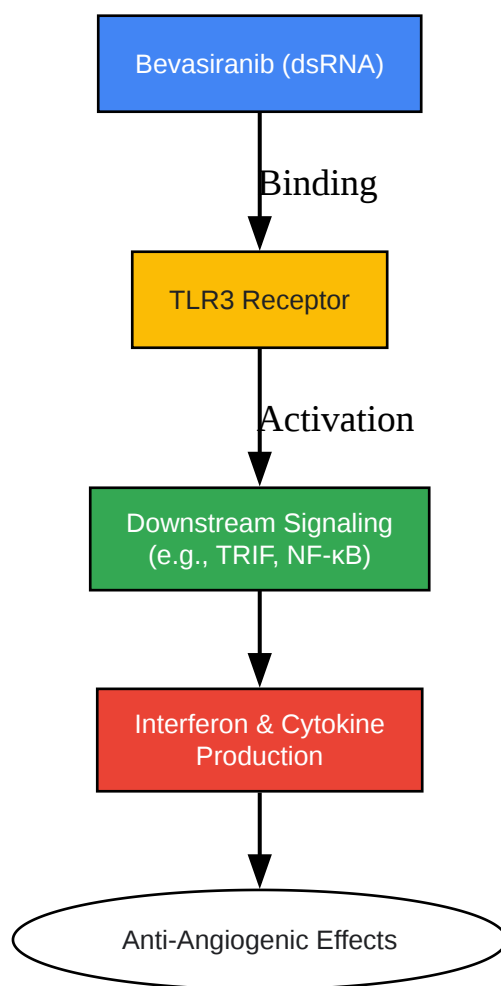 Bevasiranib (dsRNA)
Binding
TLR3 Receptor
Activation
Downstream Signaling
(e.g., TRIF, NF-κB)
Interferon & Cytokine
Production
Anti-Angiogenic Effects